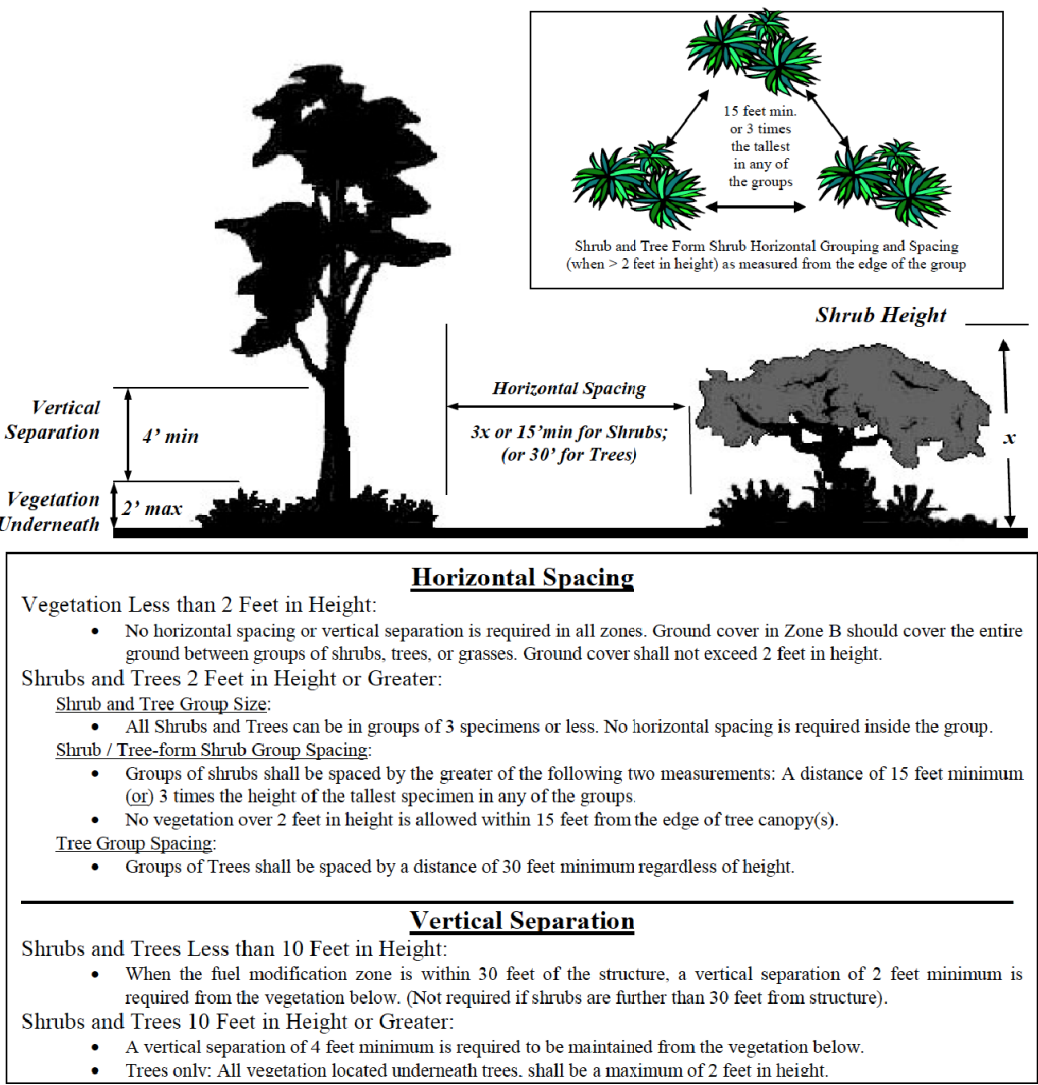 15 feet min.
or 3 times
the tallest
in any of
the groups
Shrub and Tree Form Shrub Horizontal Grouping and Spacing
(when > 2 feet in height) as measured from the edge of the group
Shrub Height
Horizontal Spacing
Vertical
Separation
4' min
3x or 15'min for Shrubs;
(or 30' for Trees)
x
Vegetation
Underneath
2' max
Horizontal Spacing
Vegetation Less than 2 Feet in Height:
• No horizontal spacing or vertical separation is required in all zones. Ground cover in Zone B should cover the entire
ground between groups of shrubs, trees, or grasses. Ground cover shall not exceed 2 feet in height.
Shrubs and Trees 2 Feet in Height or Greater:
Shrub and Tree Group Size:
• All Shrubs and Trees can be in groups of 3 specimens or less. No horizontal spacing is required inside the group.
Shrub / Tree-form Shrub Group Spacing:
• Groups of shrubs shall be spaced by the greater of the following two measurements: A distance of 15 feet minimum
(or) 3 times the height of the tallest specimen in any of the groups.
• No vegetation over 2 feet in height is allowed within 15 feet from the edge of tree canopy(s).
Tree Group Spacing:
• Groups of Trees shall be spaced by a distance of 30 feet minimum regardless of height.
Vertical Separation
Shrubs and Trees Less than 10 Feet in Height:
• When the fuel modification zone is within 30 feet of the structure, a vertical separation of 2 feet minimum is
required from the vegetation below. (Not required if shrubs are further than 30 feet from structure).
Shrubs and Trees 10 Feet in Height or Greater:
• A vertical separation of 4 feet minimum is required to be maintained from the vegetation below.
• Trees only: All vegetation located underneath trees, shall be a maximum of 2 feet in height.